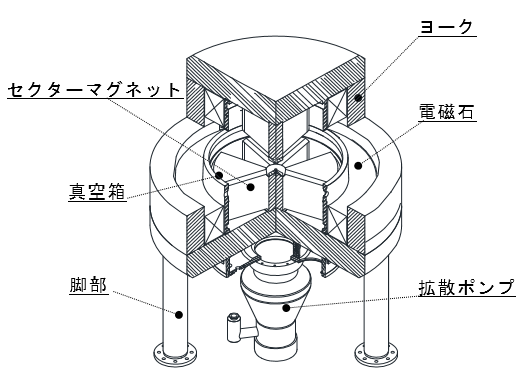 ヨーク
セクターマグネット
電磁石
真空箱
脚部
拡散ポンプ